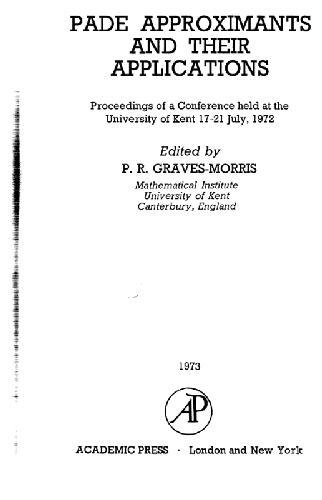 PADE APPROXIMANTS
AND THEIR
APPLICATIONS
Proceedings of a Conference held at the
University of Kent 17-21 July, 1972
Edited by
P. R. GRAVES-MORRIS
Mathematical Institute
University of Kent
Canterbury, England
1973
AP
ACADEMIC PRESS · London and New York